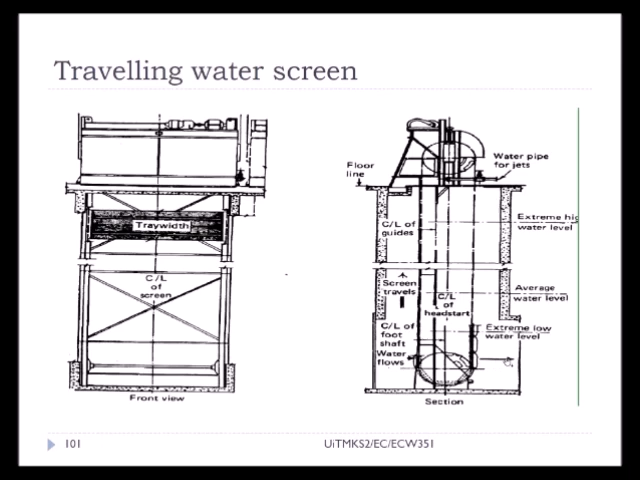 Travelling water screen
Traywidth
C/L
of
screen
Front view
Floor
line
Water pipe
for jets
C/L of
guides
Extreme hig
water level
Screen
travels
Average
water level
C/L
of
headstart
C/L of
foot
shaft
Extreme low
water level
Water
flows
Section
101
UiTMKS2/EC/ECW351